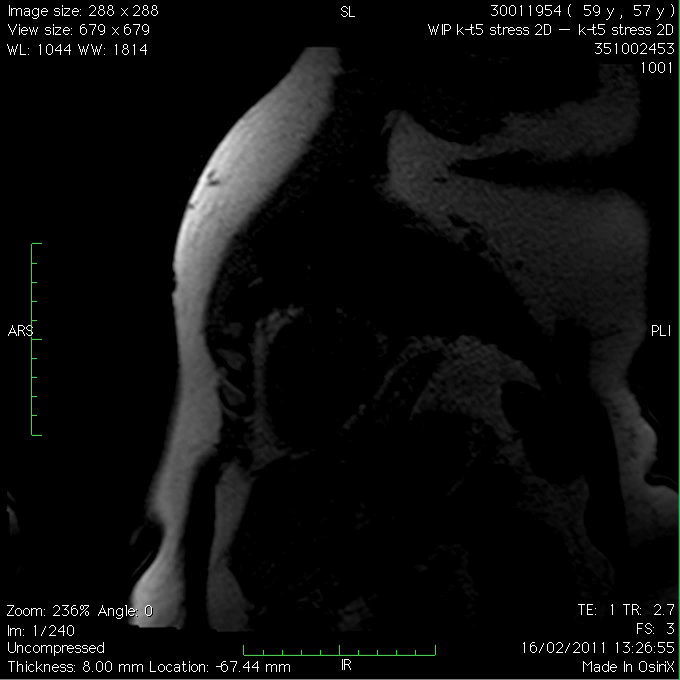 Image size: 288 x 288
View size: 679 x 679
WL: 1044 WW: 1814
SL
30011954 ( 59 y, 57 y)
WIP k-t5 stress 2D — k-t5 stress 2D
351002453
1001
ARS
PLI
Zoom: 236% Angle: 0
Im: 1/240
Uncompressed
Thickness: 8.00 mm Location: -67.44 mm
IR
TE: 1 TR: 2.7
FS: 3
16/02/2011 13:26:55
Made In OsiriX